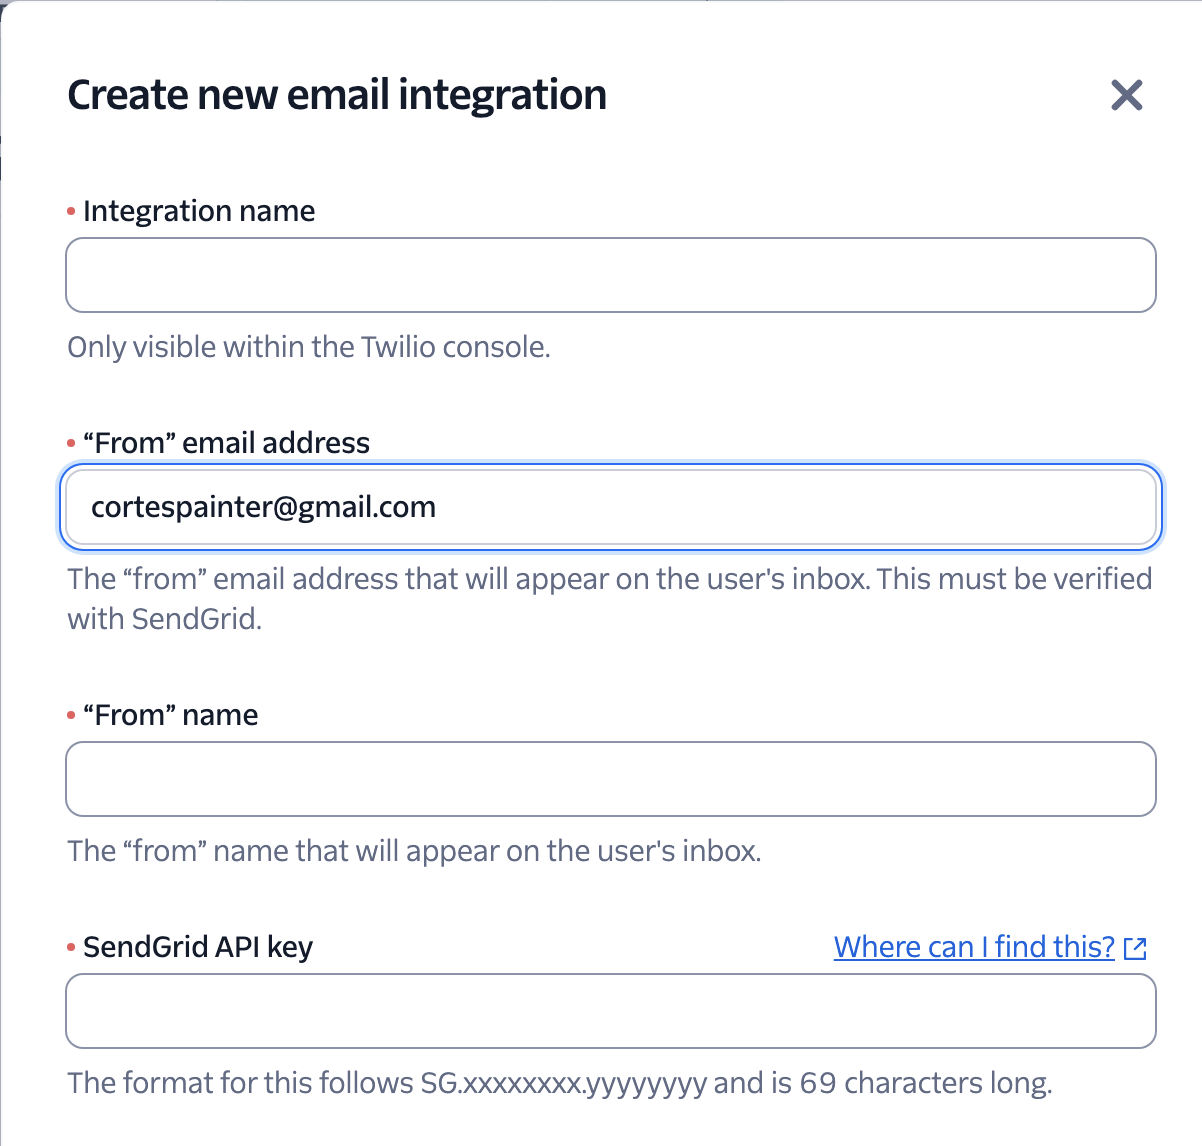 Create new email integration
Integration name
Only visible within the Twilio console.
“From” email address
cortespainter@gmail.com
The “from” email address that will appear on the user's inbox. This must be verified
with SendGrid.
“From” name
The “from” name that will appear on the user's inbox.
SendGrid API key
Where can I find this?
The format for this follows SG.xxxxxxxx.yyyyyyyy and is 69 characters long.